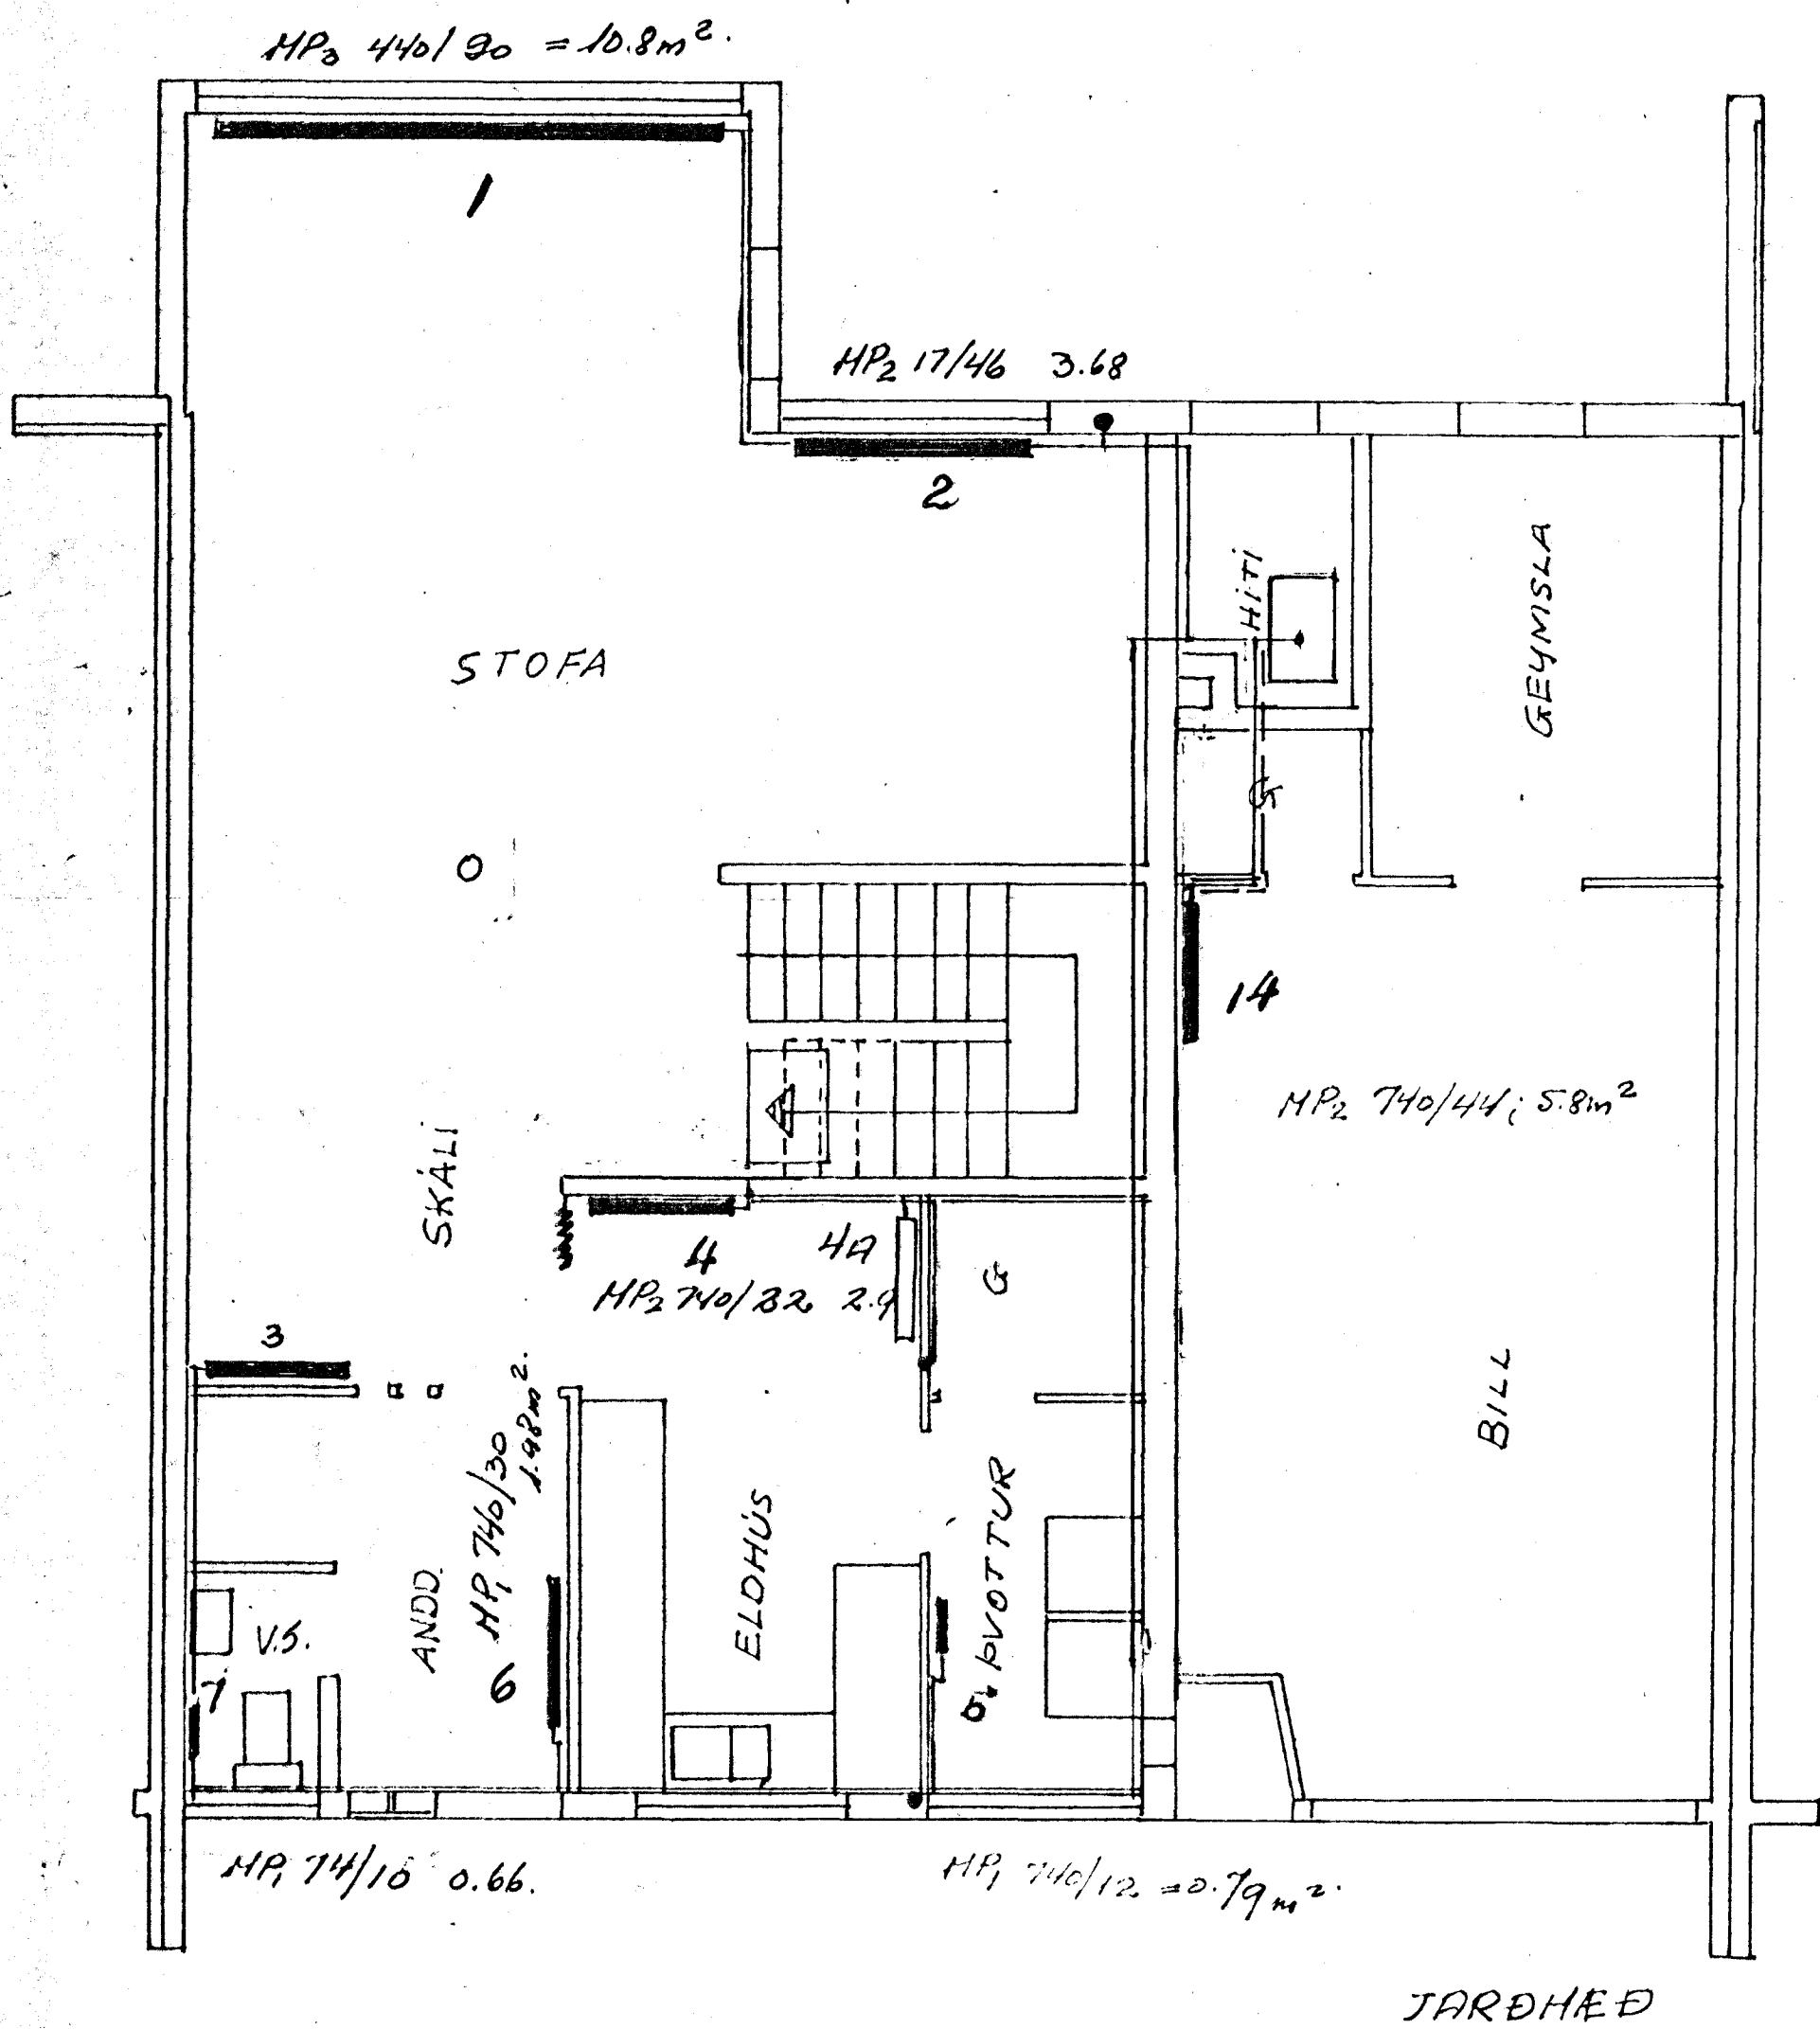 MP₃ 440/90 = 10.8m².
1
MP₂ 17/46 3.68
2
HITI
GEYMSLA
STOFA
G
O
14
MP₂ 740/44; 5.8m²
SKÁLI
4
4A
MP₂ 740/22 2.9
G
3
BILL
MP₁ 740/30
1.98m².
ELDHÚS
ÞVOTTUR
ANDD.
V.S.
7
6
5
MP₁ 74/10 0.66.
MP₁ 740/12 = 0.79m².
JARÐHÆÐ